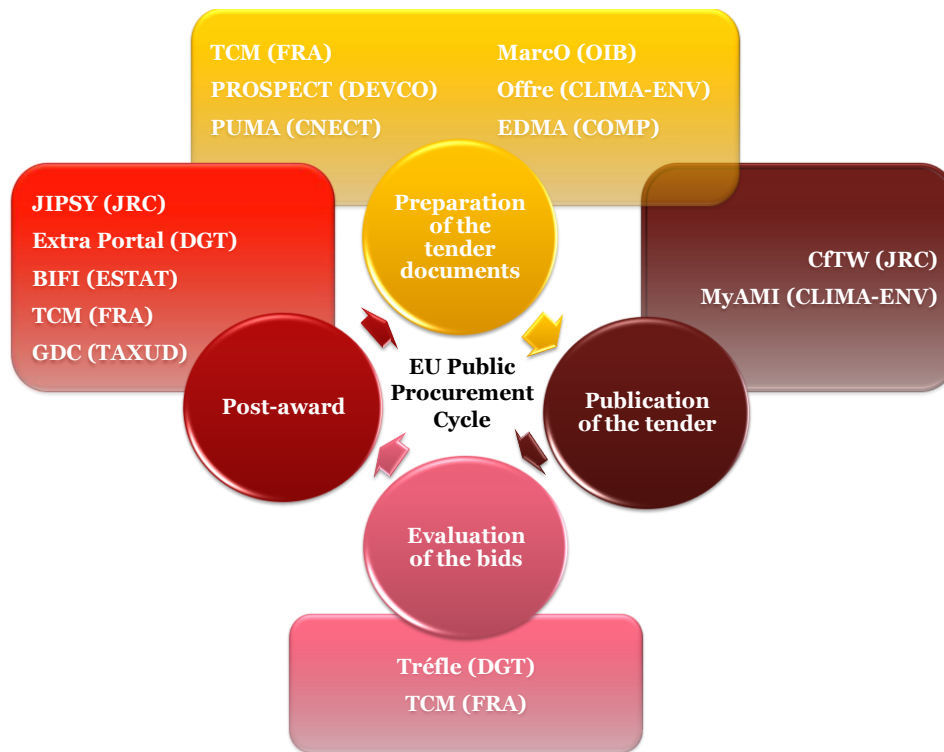 TCM (FRA)
PROSPECT (DEVCO)
PUMA (CNECT)
MarcO (OIB)
Offre (CLIMA-ENV)
EDMA (COMP)
Preparation
of the
tender
documents
CfTW (JRC)
MyAMI (CLIMA-ENV)
Publication
of the tender
Evaluation
of the bids
Tréfle (DGT)
TCM (FRA)
JIPSY (JRC)
Extra Portal (DGT)
BIFI (ESTAT)
TCM (FRA)
GDC (TAXUD)
Post-award
EU Public
Procurement
Cycle